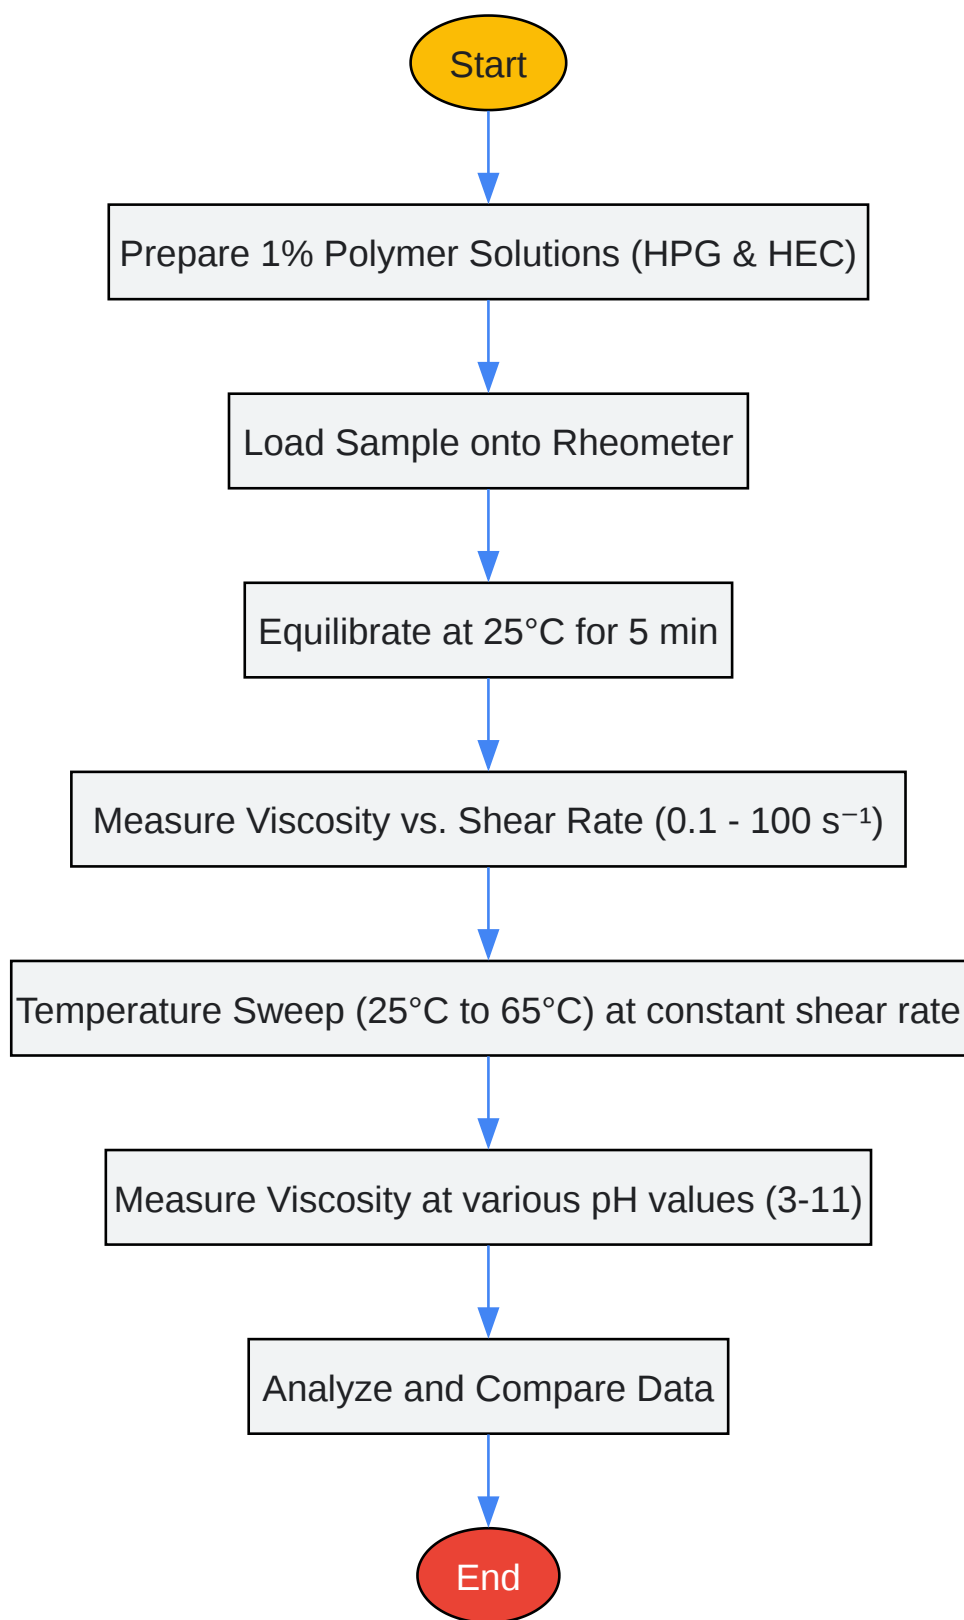 Start
Prepare 1% Polymer Solutions (HPG & HEC)
Load Sample onto Rheometer
Equilibrate at 25°C for 5 min
Measure Viscosity vs. Shear Rate (0.1 - 100 s⁻¹)
Temperature Sweep (25°C to 65°C) at constant shear rate
Measure Viscosity at various pH values (3-11)
Analyze and Compare Data
End